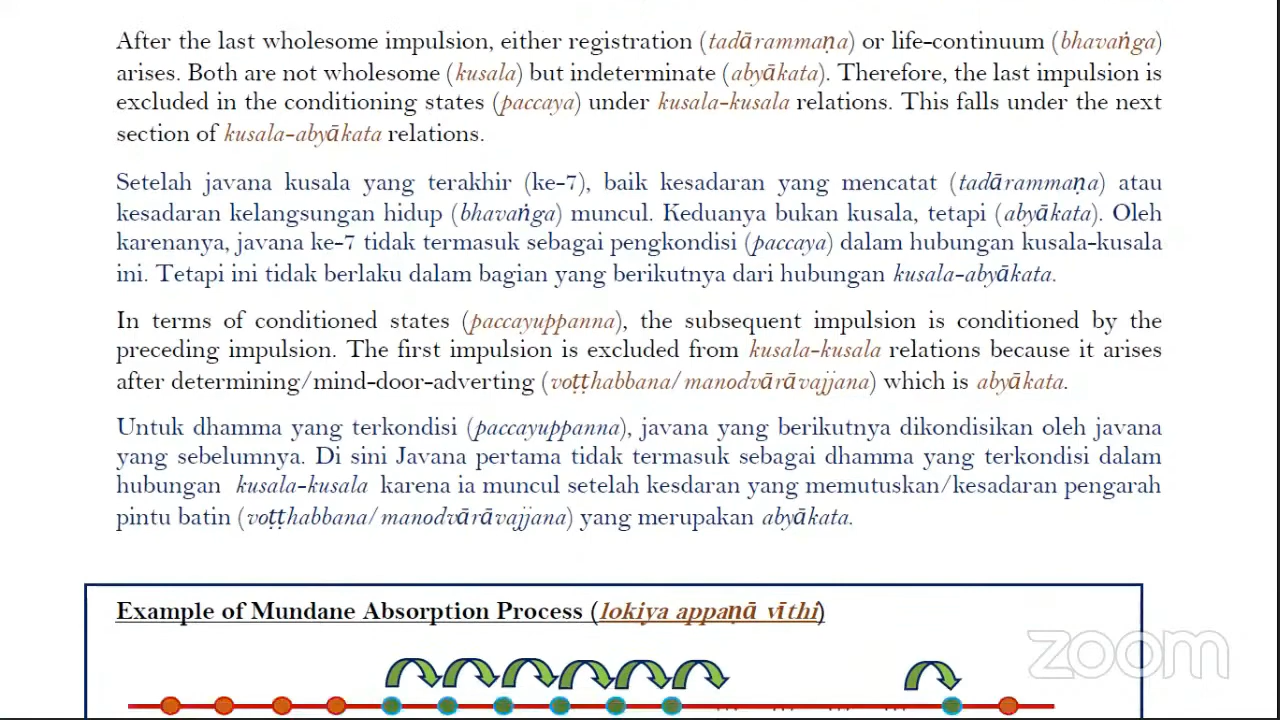 After the last wholesome impulsion, either registration (tadārammaṇa) or life-continuum (bhavaṅga)
arises. Both are not wholesome (kusala) but indeterminate (abyākata). Therefore, the last impulsion is
excluded in the conditioning states (paccaya) under kusala-kusala relations. This falls under the next
section of kusala-abyākata relations.
Setelah javana kusala yang terakhir (ke-7), baik kesadaran yang mencatat (tadārammaṇa) atau
kesadaran kelangsungan hidup (bhavaṅga) muncul. Keduanya bukan kusala, tetapi (abyākata). Oleh
karenanya, javana ke-7 tidak termasuk sebagai pengkondisi (paccaya) dalam hubungan kusala-kusala
ini. Tetapi ini tidak berlaku dalam bagian yang berikutnya dari hubungan kusala-abyākata.
In terms of conditioned states (paccayuppanna), the subsequent impulsion is conditioned by the
preceding impulsion. The first impulsion is excluded from kusala-kusala relations because it arises
after determining/mind-door-adverting (voṭṭhabbana/manodvārāvajjana) which is abyākata.
Untuk dhamma yang terkondisi (paccayuppanna), javana yang berikutnya dikondisikan oleh javana
yang sebelumnya. Di sini Javana pertama tidak termasuk sebagai dhamma yang terkondisi dalam
hubungan kusala-kusala karena ia muncul setelah kesdaran yang memutuskan/kesadaran pengarah
pintu batin (voṭṭhabbana/manodvārāvajjana) yang merupakan abyākata.
Example of Mundane Absorption Process (lokiya appaṇā vīthi)
zoom